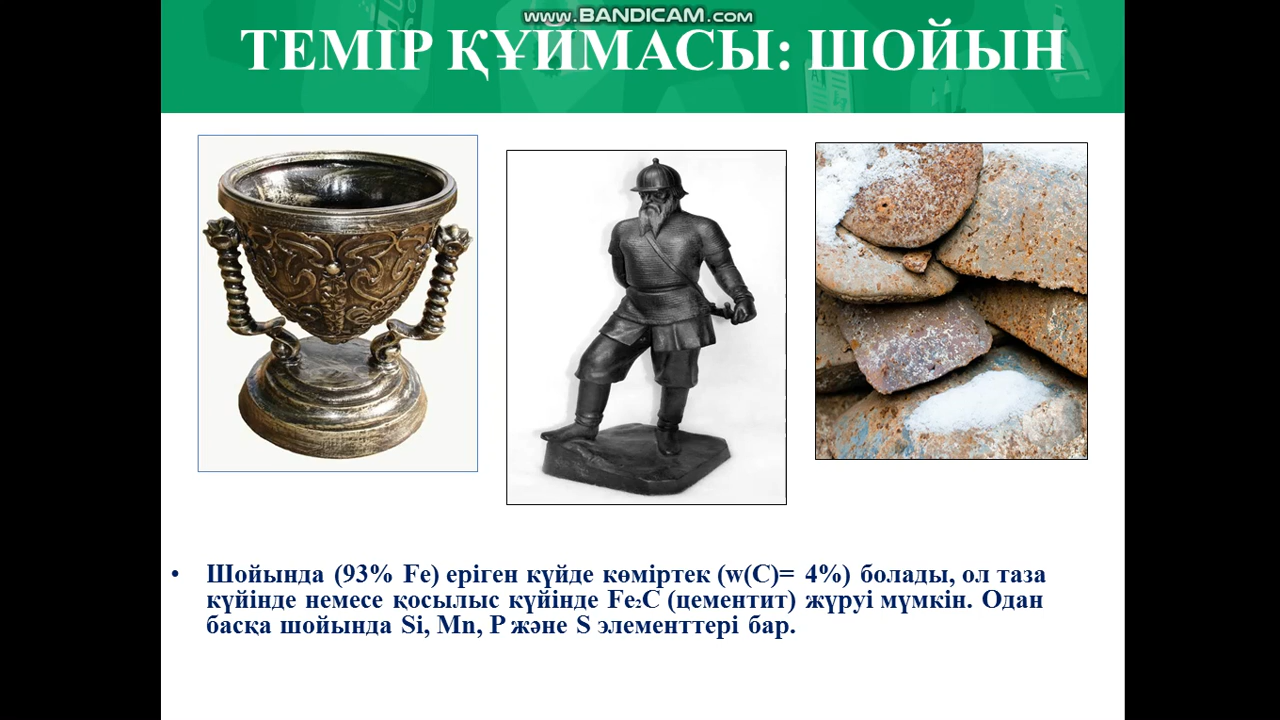 www.BANDICAM.com
ТЕМІР ҚҰЙМАСЫ: ШОЙЫН
• Шойында (93% Fe) еріген күйде көміртек (w(C)= 4%) болады, ол таза
күйінде немесе қосылыс күйінде Fe₂C (цементит) жүруі мүмкін. Одан
басқа шойында Si, Mn, P және S элементтері бар.